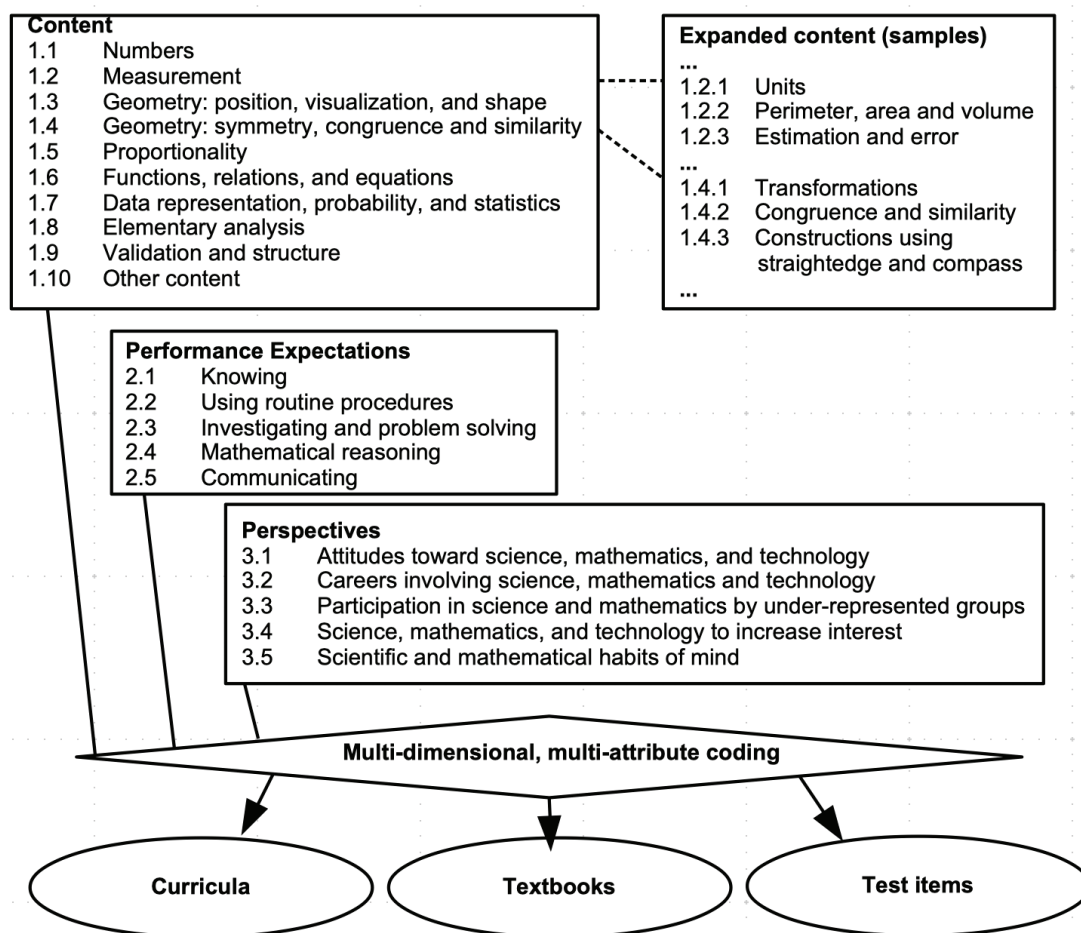 Content
1.1 Numbers
1.2 Measurement
1.3 Geometry: position, visualization, and shape
1.4 Geometry: symmetry, congruence and similarity
1.5 Proportionality
1.6 Functions, relations, and equations
1.7 Data representation, probability, and statistics
1.8 Elementary analysis
1.9 Validation and structure
1.10 Other content
Expanded content (samples)
...
1.2.1 Units
1.2.2 Perimeter, area and volume
1.2.3 Estimation and error
...
1.4.1 Transformations
1.4.2 Congruence and similarity
1.4.3 Constructions using
straightedge and compass
...
Performance Expectations
2.1 Knowing
2.2 Using routine procedures
2.3 Investigating and problem solving
2.4 Mathematical reasoning
2.5 Communicating
Perspectives
3.1 Attitudes toward science, mathematics, and technology
3.2 Careers involving science, mathematics and technology
3.3 Participation in science and mathematics by under-represented groups
3.4 Science, mathematics, and technology to increase interest
3.5 Scientific and mathematical habits of mind
Multi-dimensional, multi-attribute coding
Curricula
Textbooks
Test items